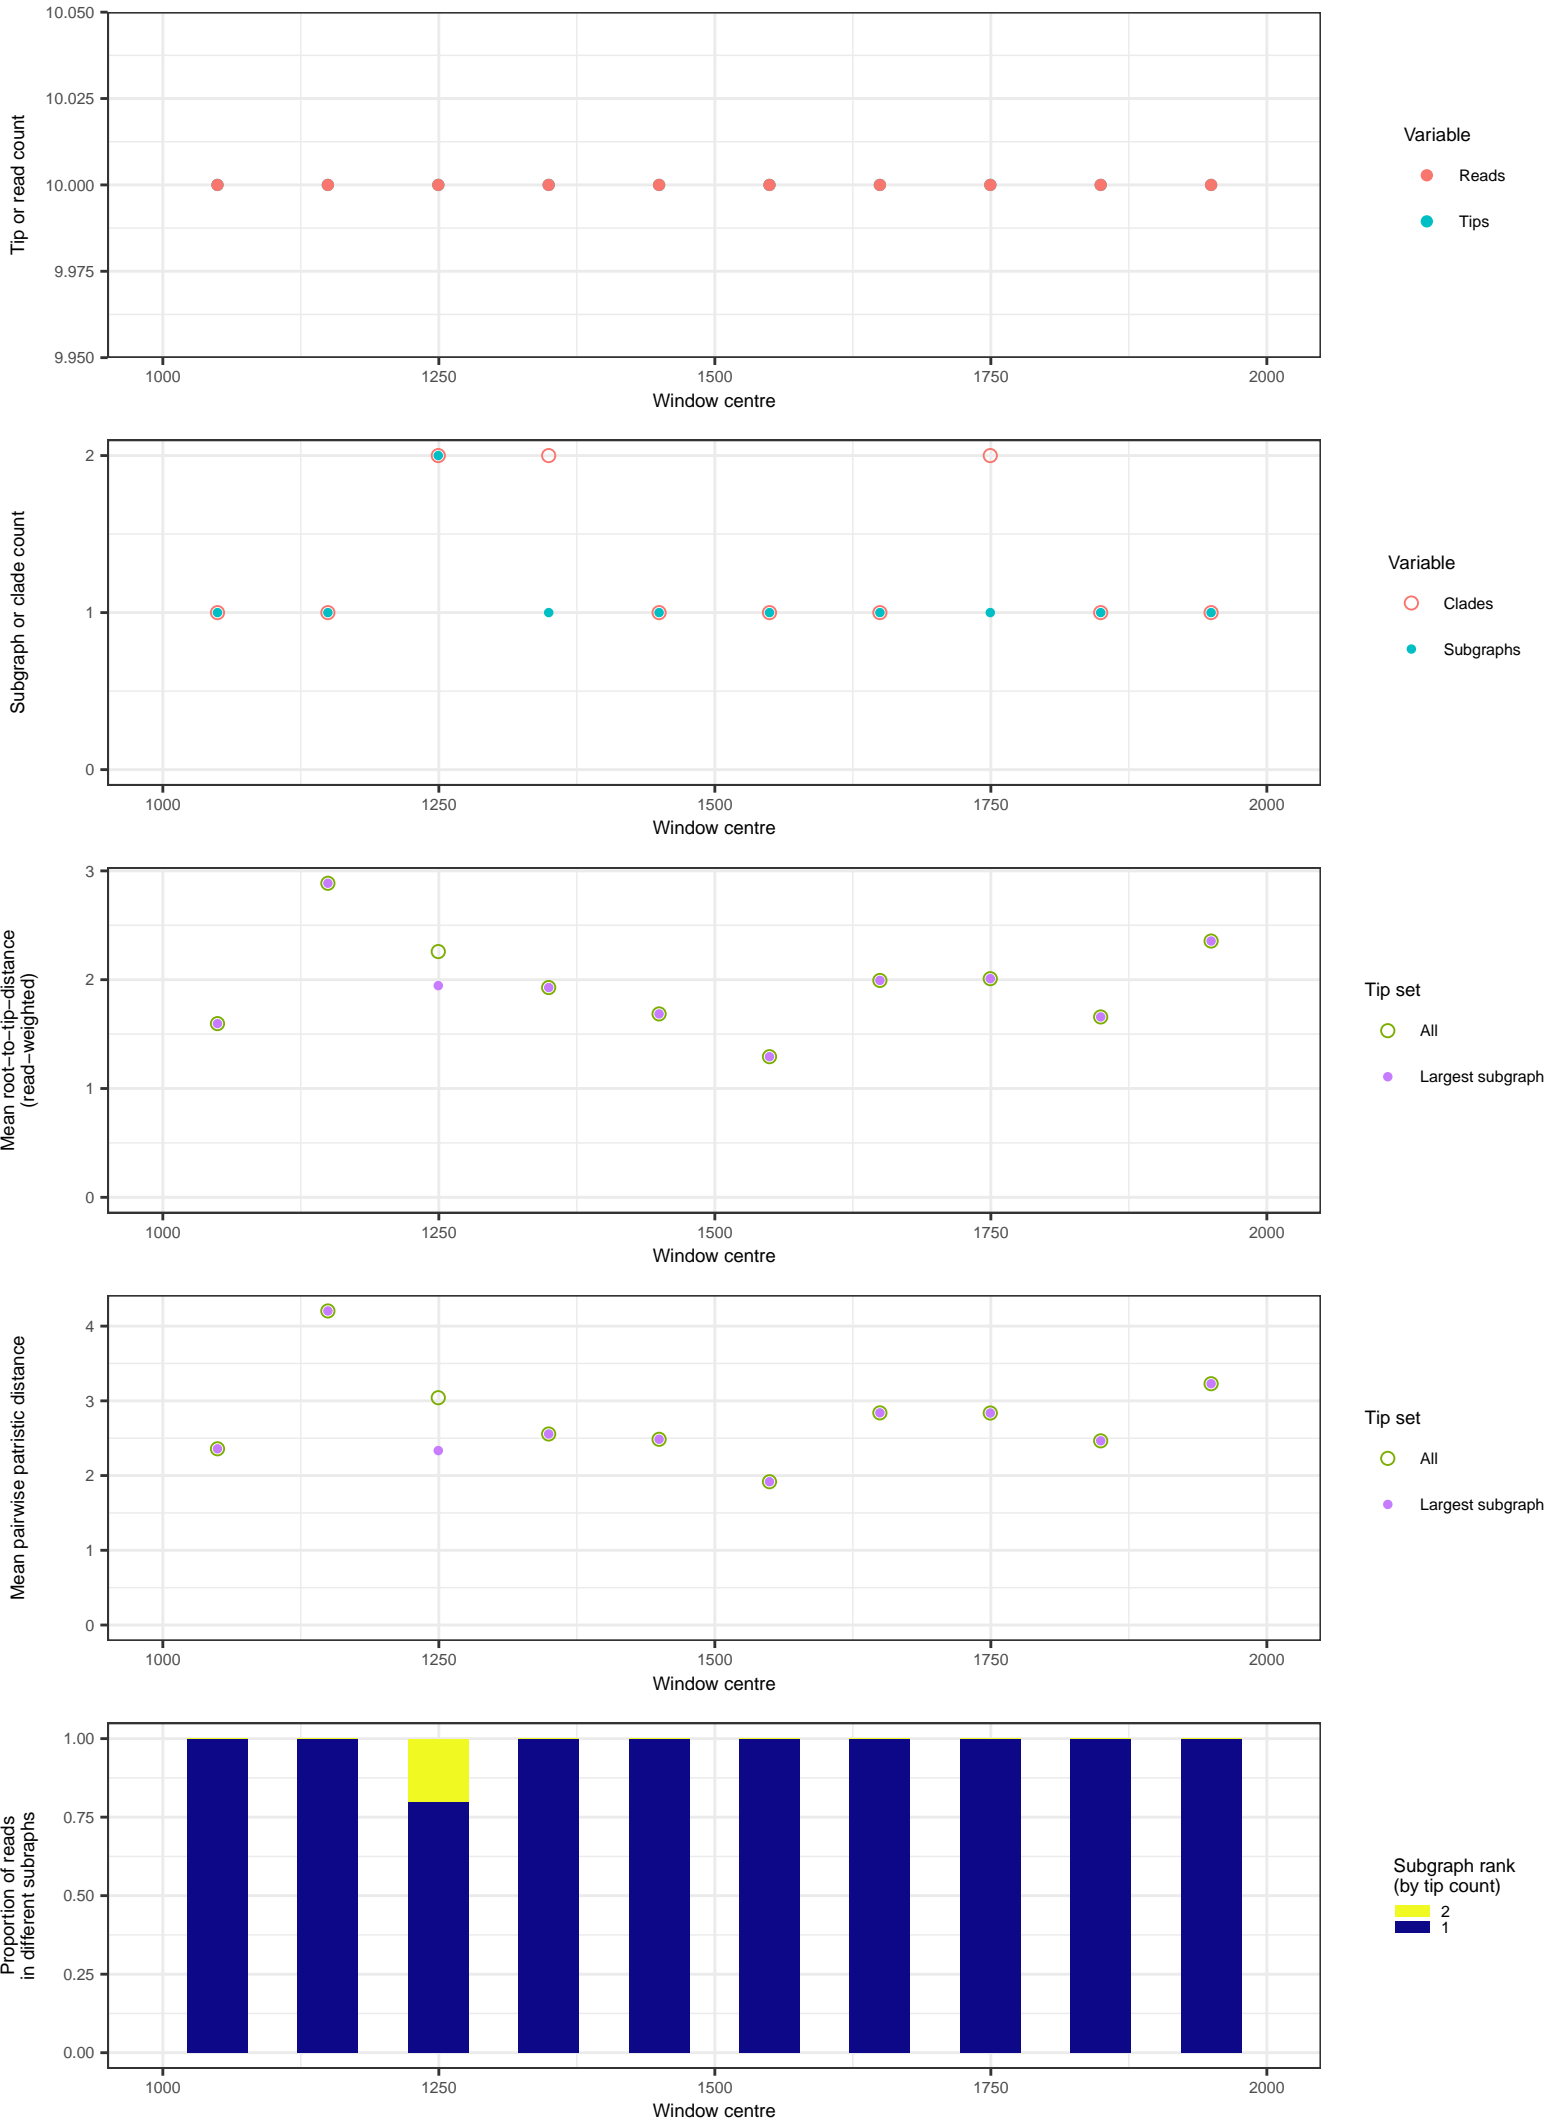 10.050
10.025
10.000
9.975
9.950
Tip or read count
1000 1250 1500 1750 2000
Window centre
Variable
Reads
Tips
2
1
0
Subgraph or clade count
1000 1250 1500 1750 2000
Window centre
Variable
Clades
Subgraphs
3
2
1
0
Mean root−to−tip−distance
(read−weighted)
1000 1250 1500 1750 2000
Window centre
Tip set
All
Largest subgraph
4
3
2
1
0
Mean pairwise patristic distance
1000 1250 1500 1750 2000
Window centre
Tip set
All
Largest subgraph
1.00
0.75
0.50
0.25
0.00
Proportion of reads
in different subraphs
1000 1250 1500 1750 2000
Window centre
Subgraph rank
(by tip count)
2
1